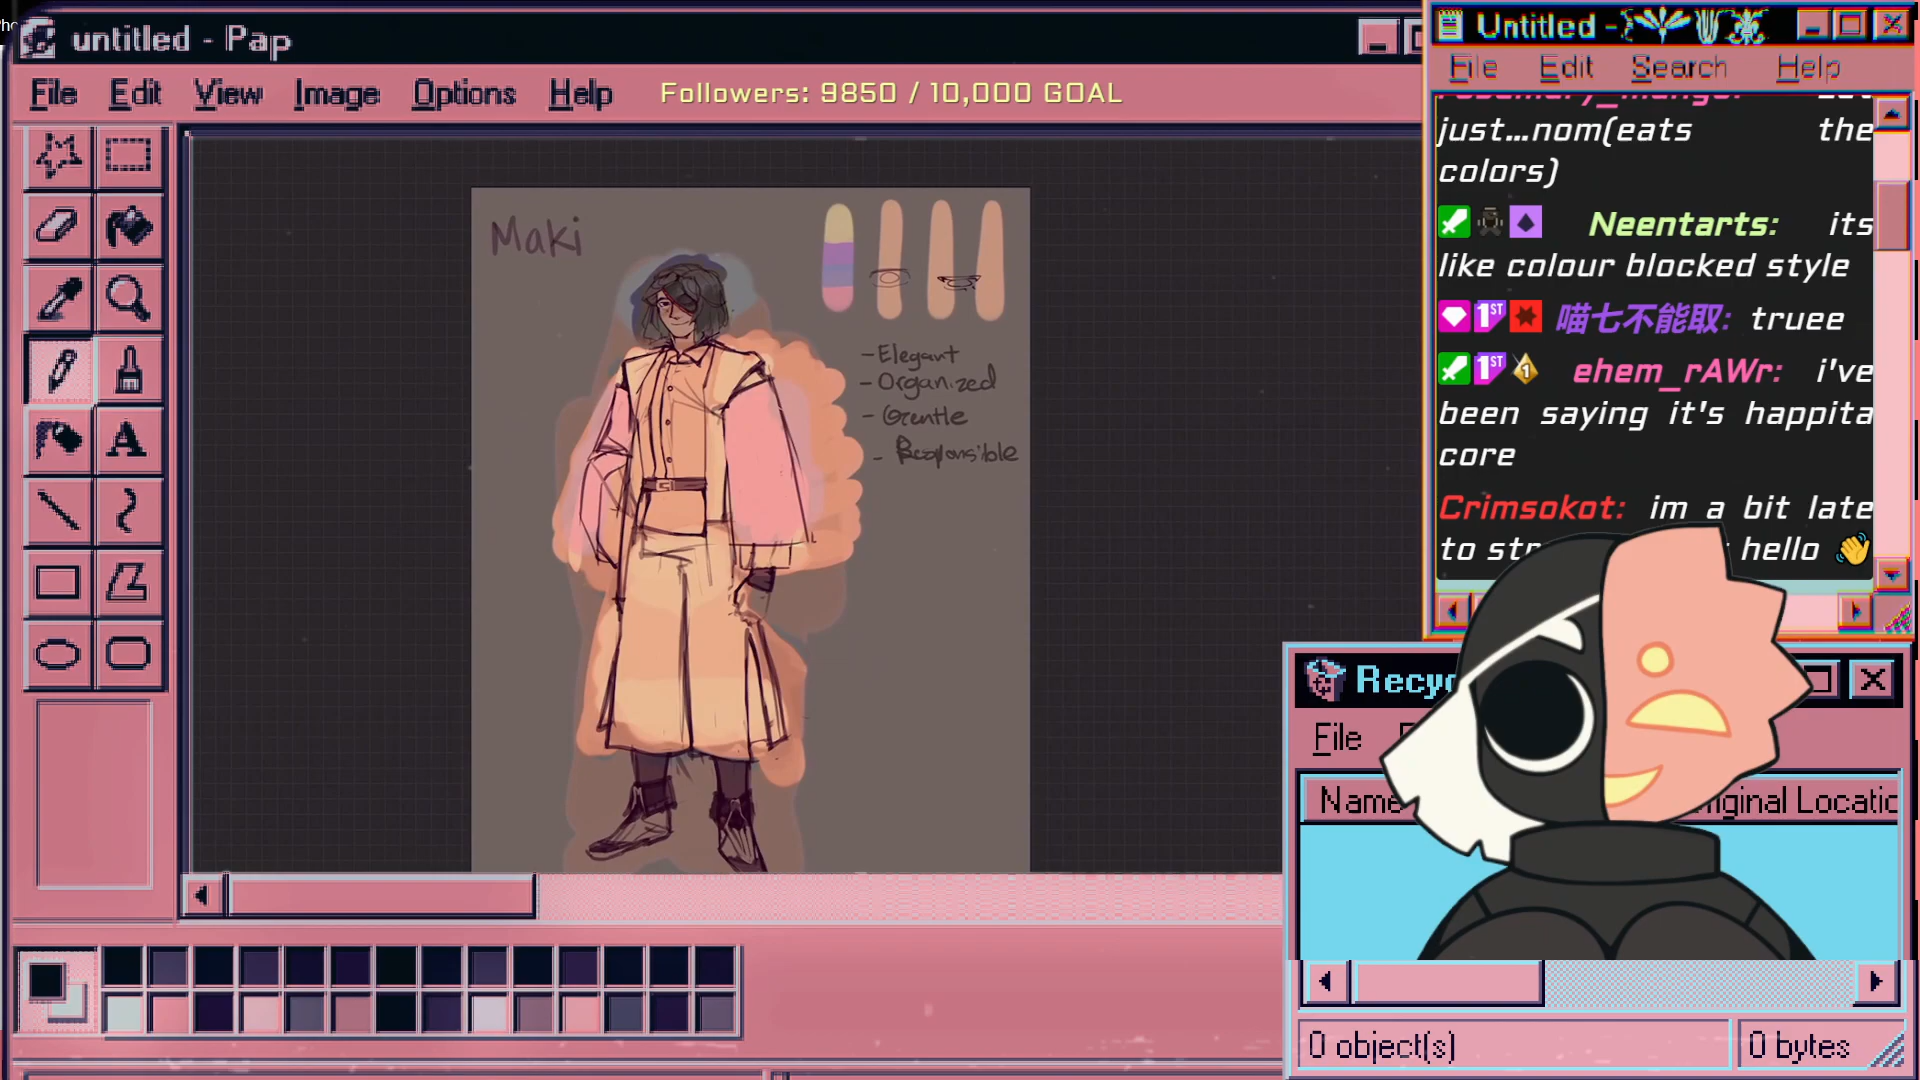 untitled - Pap
File Edit View Image Options Help
Followers: 9850 / 10,000 GOAL
Maki
-Elegant
-Organized
-Gentle
-Responsible
A
Untitled -
File Edit Search Help
just...nom(eats the
colors)
Neentarts: its
like colour blocked style
1ST 喵七不能取: truee
1ST 1 ehem_rAWr: i've
been saying it's happita
core
Crimsokot: im a bit late
hello 👋
File
Name
0 object(s)
0 bytes